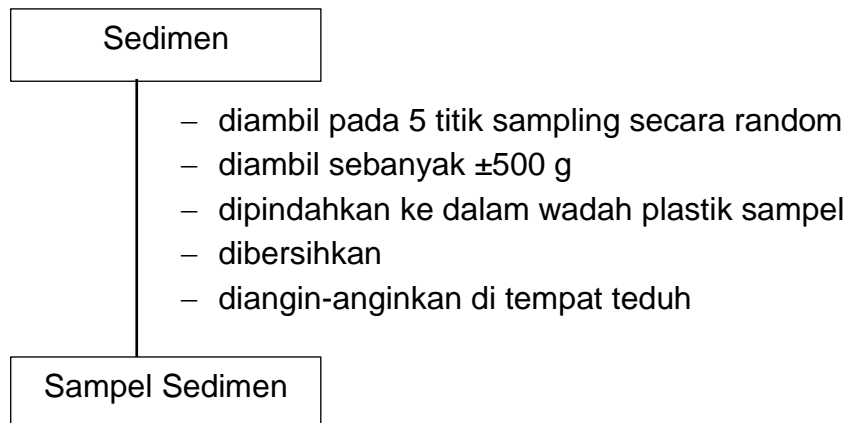 Sedimen
– diambil pada 5 titik sampling secara random
– diambil sebanyak ±500 g
– dipindahkan ke dalam wadah plastik sampel
– dibersihkan
– diangin-anginkan di tempat teduh
Sampel Sedimen